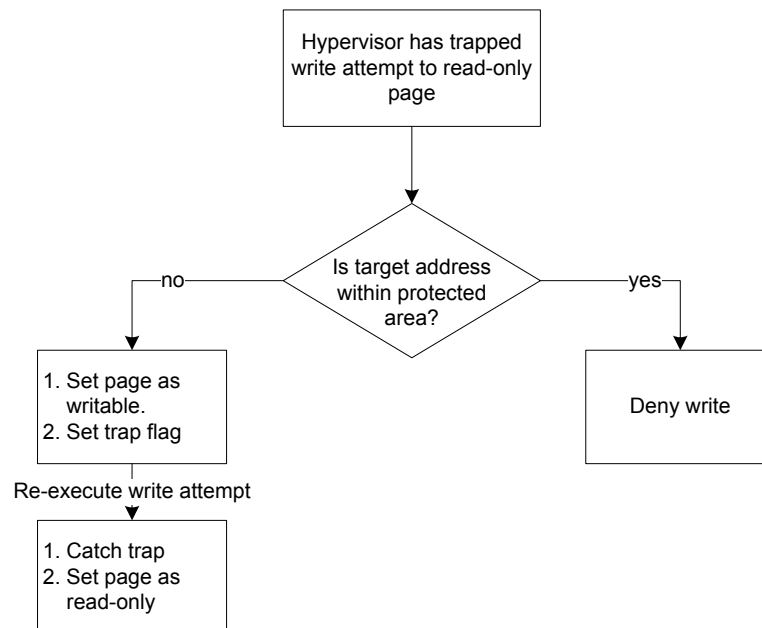 Hypervisor has trapped
write attempt to read-only
page
Is target address
within protected
area?
no
yes
1. Set page as
writable.
2. Set trap flag
Deny write
Re-execute write attempt
1. Catch trap
2. Set page as
read-only